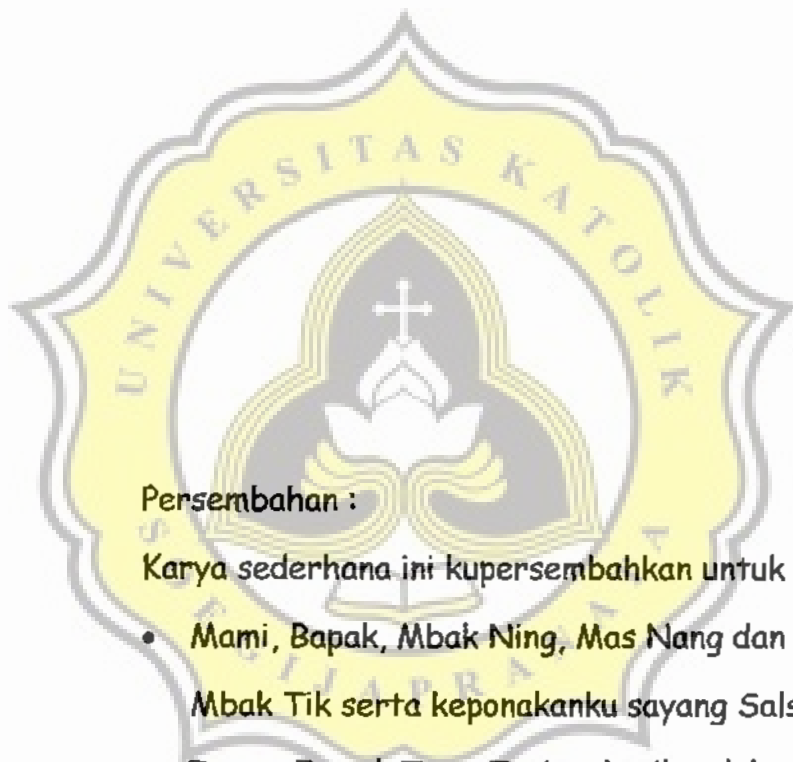 UNIVERSITAS KATOLIK
SOEGIJAPRANATA
Persembahan :
Karya sederhana ini kupersembahkan untuk
• Mami, Bapak, Mbak Ning, Mas Nang dan
Mbak Tik serta keponakanku sayang